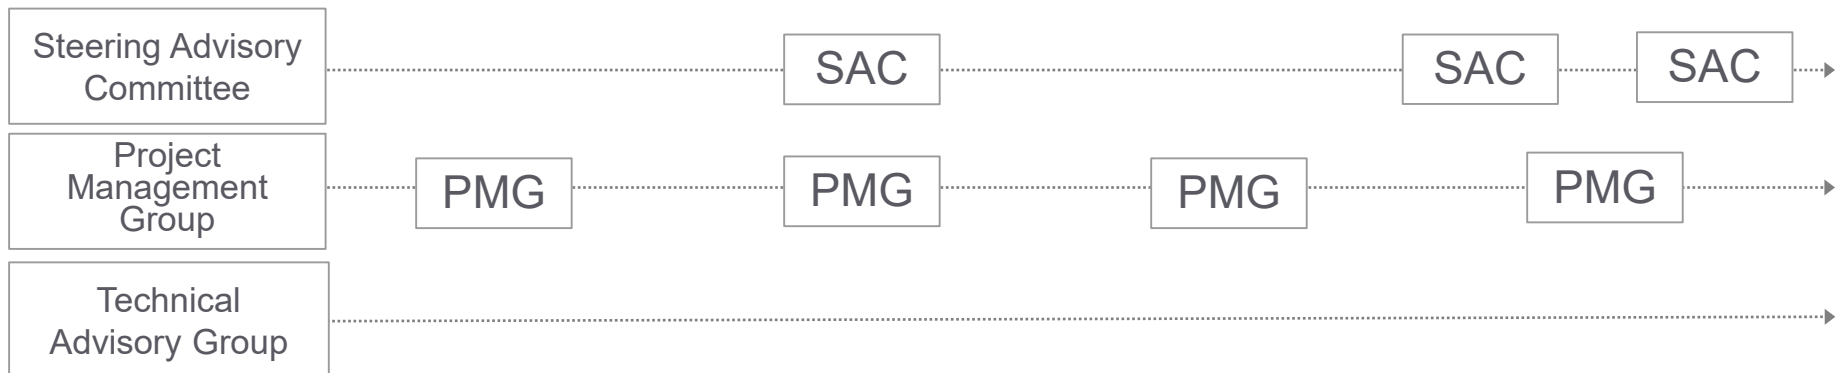 Steering Advisory
Committee
SAC
SAC
SAC
Project
Management
Group
PMG
PMG
PMG
PMG
Technical
Advisory Group